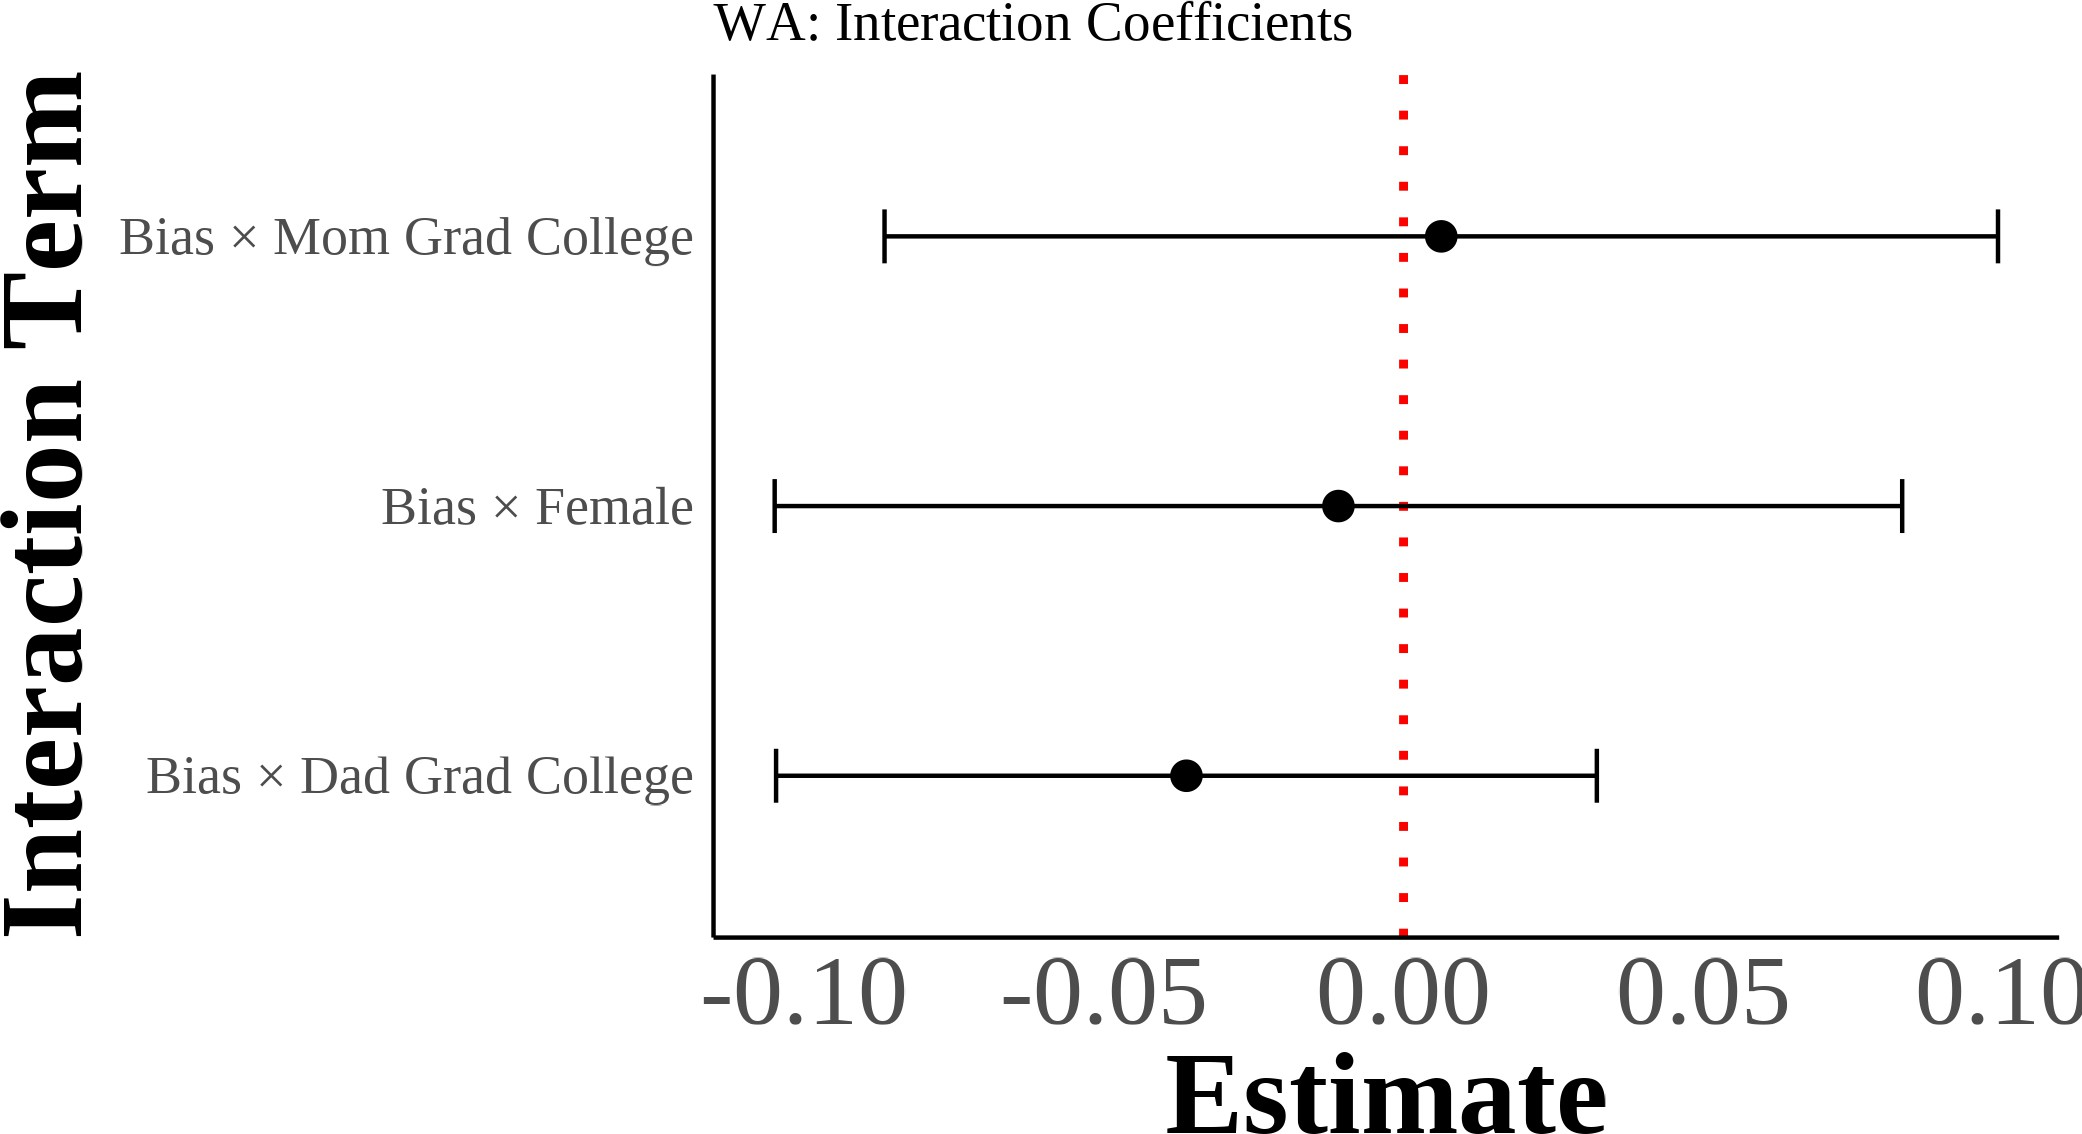 WA: Interaction Coefficients
Interaction Term
Bias × Mom Grad College
Bias × Female
Bias × Dad Grad College
-0.10 -0.05 0.00 0.05 0.10
Estimate